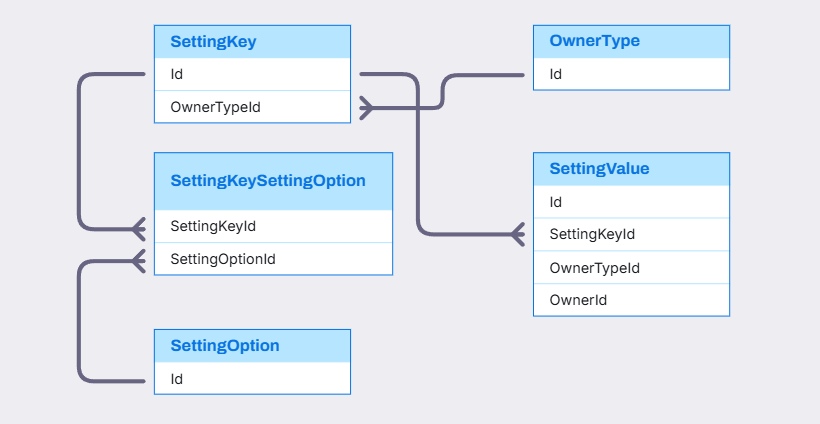 SettingKey
Id
OwnerTypeId
OwnerType
Id
SettingKeySettingOption
SettingKeyId
SettingOptionId
SettingValue
Id
SettingKeyId
OwnerTypeId
OwnerId
SettingOption
Id